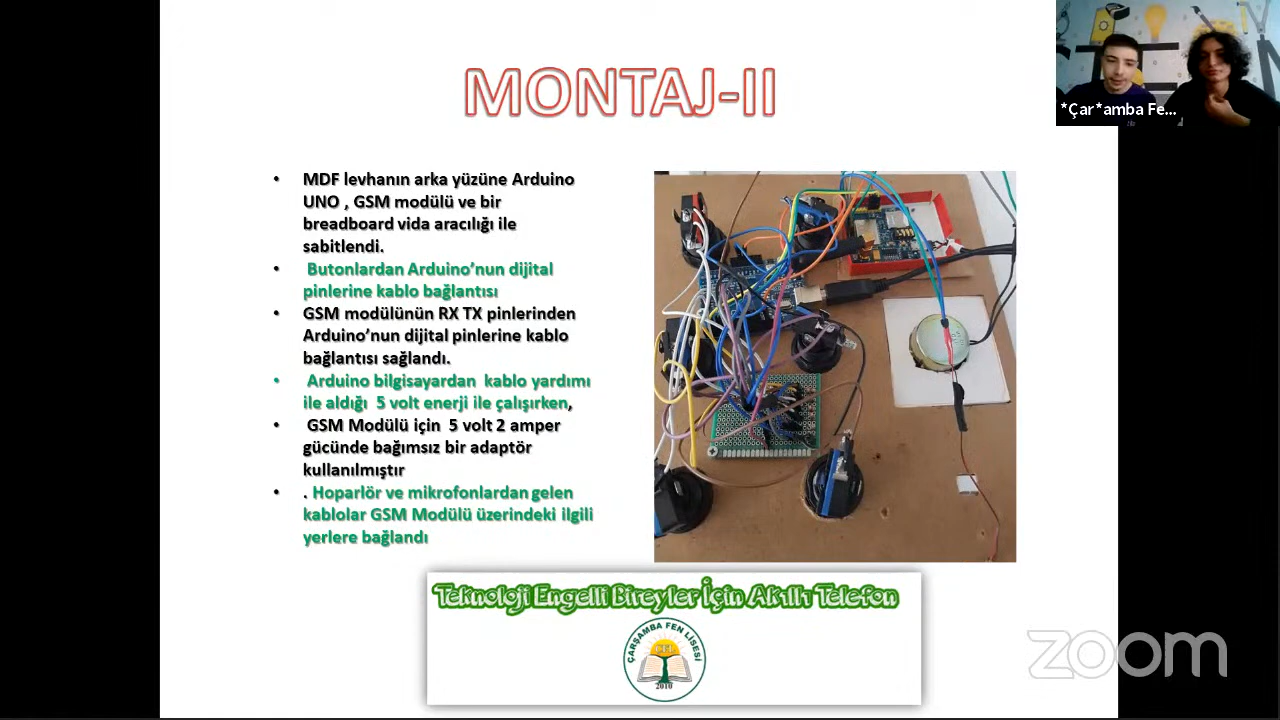 MONTAJ-II
*Çar*amba Fe...
• MDF levhanın arka yüzüne Arduino
UNO , GSM modülü ve bir
breadboard vida aracılığı ile
sabitlendi.
• Butonlardan Arduino’nun dijital
pinlerine kablo bağlantısı
• GSM modülünün RX TX pinlerinden
Arduino’nun dijital pinlerine kablo
bağlantısı sağlandı.
• Arduino bilgisayardan kablo yardımı
ile aldığı 5 volt enerji ile çalışırken,
• GSM Modülü için 5 volt 2 amper
gücünde bağımsız bir adaptör
kullanılmıştır
• . Hoparlör ve mikrofonlardan gelen
kablolar GSM Modülü üzerindeki ilgili
yerlere bağlandı
Teknoloji Engelli Bireyler İçin Akıllı Telefon
ÇARŞAMBA FEN LİSESİ
CFL
2010
zoom